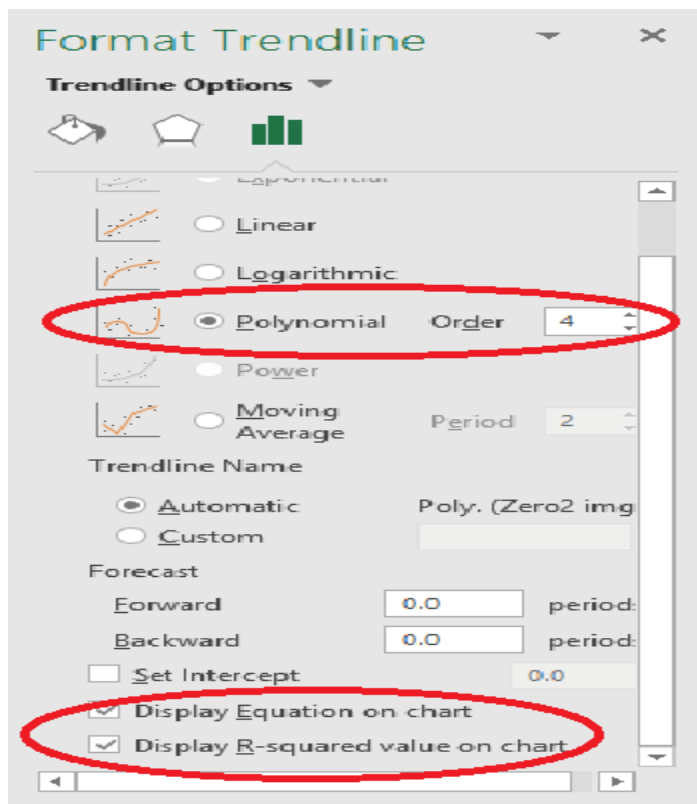 Format Trendline
Trendline Options
Exponential
Linear
Logarithmic
Polynomial Order 4
Power
Moving Average Period 2
Trendline Name
Automatic Poly. (Zero2 img
Custom
Forecast
Forward 0.0 period
Backward 0.0 period
Set Intercept 0.0
Display Equation on chart
Display R-squared value on chart